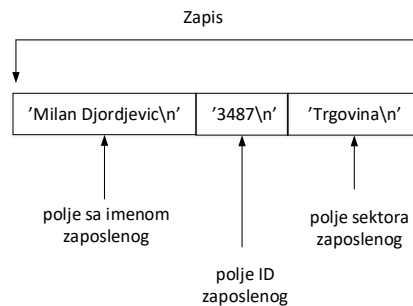 Zapis
’Milan Djordjevic\n’ ’3487\n’ ’Trgovina\n’
polje sa imenom
zaposlenog
polje ID
zaposlenog
polje sektora
zaposlenog